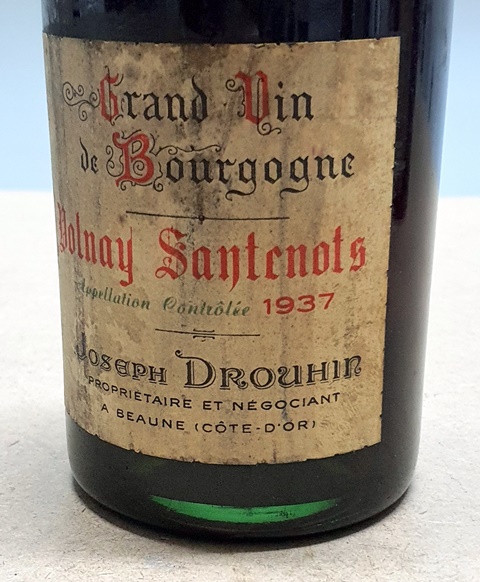 Grand Vin
de Bourgogne
Volnay Santenots
Appellation Contrôlée 1937
Joseph Drouhin
PROPRIÉTAIRE ET NÉGOCIANT
A BEAUNE (CÔTE-D'OR)